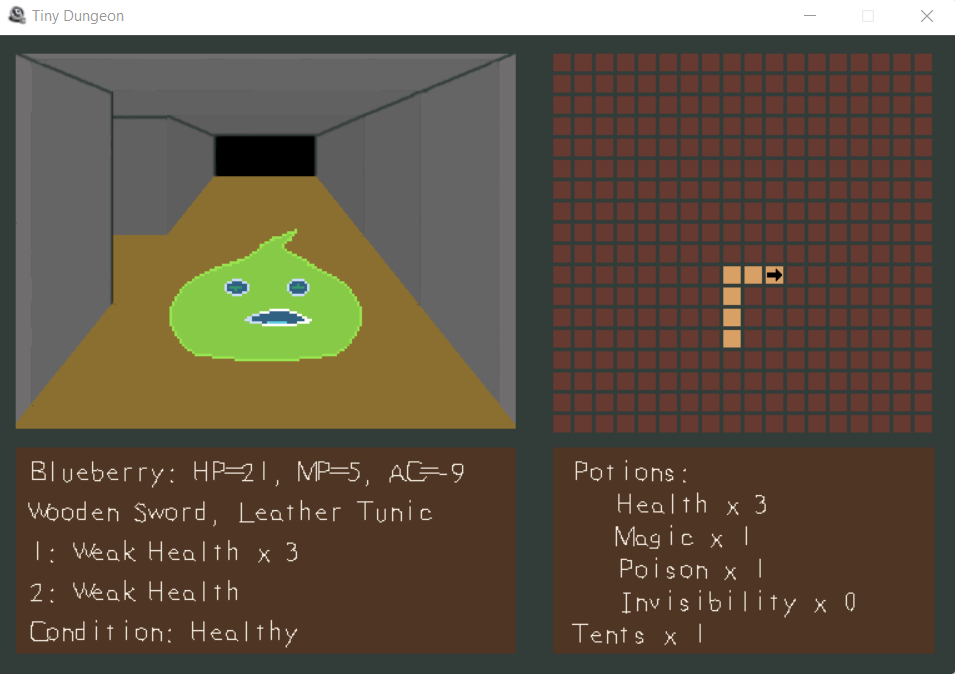 Tiny Dungeon
Blueberry: HP=21, MP=5, AC=-9
Wooden Sword, Leather Tunic
1: Weak Health x 3
2: Weak Health
Condition: Healthy
Potions:
Health x 3
Magic x 1
Poison x 1
Invisibility x 0
Tents x 1